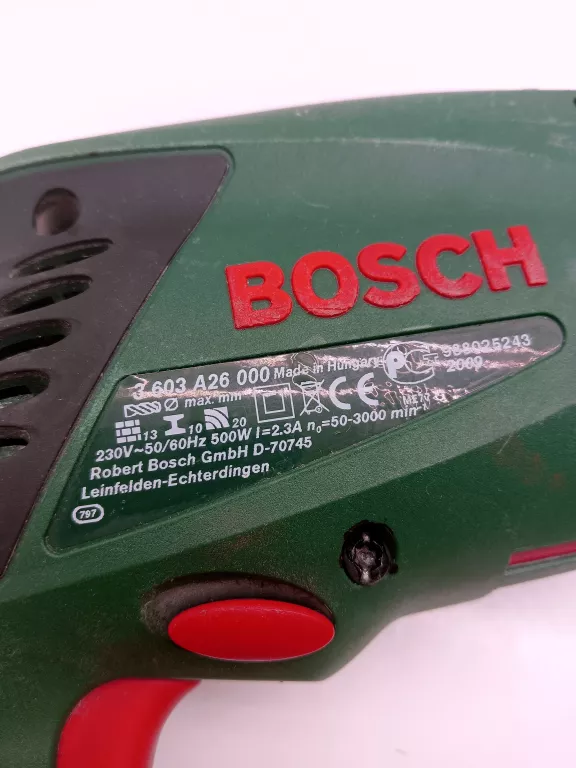 BOSCH
3 603 A26 000 Made in Hungary
988025243
2009
max. mm
13 10 20
CE
230V~50/60Hz 500W I=2.3A n₀=50-3000 min⁻¹
Robert Bosch GmbH D-70745
Leinfelden-Echterdingen
797